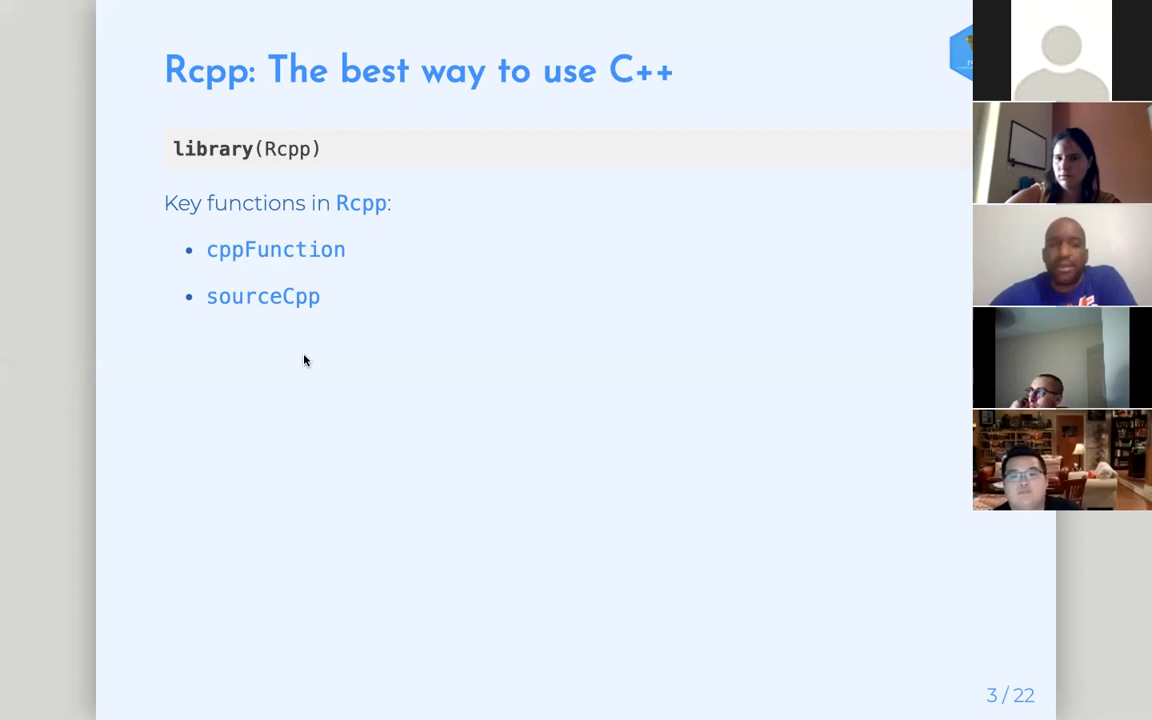 Rcpp: The best way to use C++
library(Rcpp)
Key functions in Rcpp:
• cppFunction
• sourceCpp
3 / 22